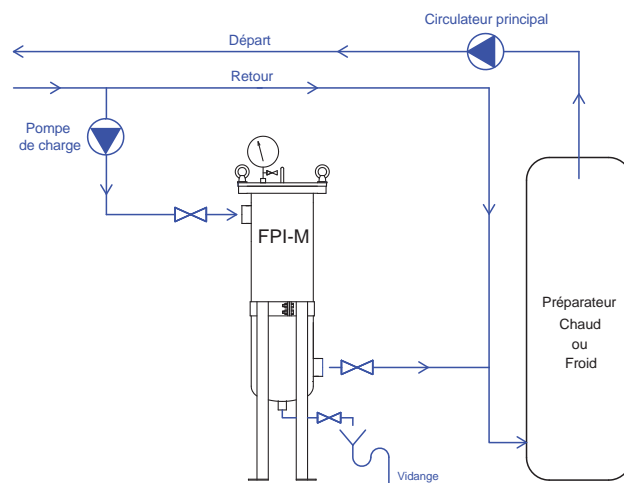 Circulateur principal
Départ
Retour
Pompe
de charge
FPI-M
Préparateur
Chaud
ou
Froid
Vidange